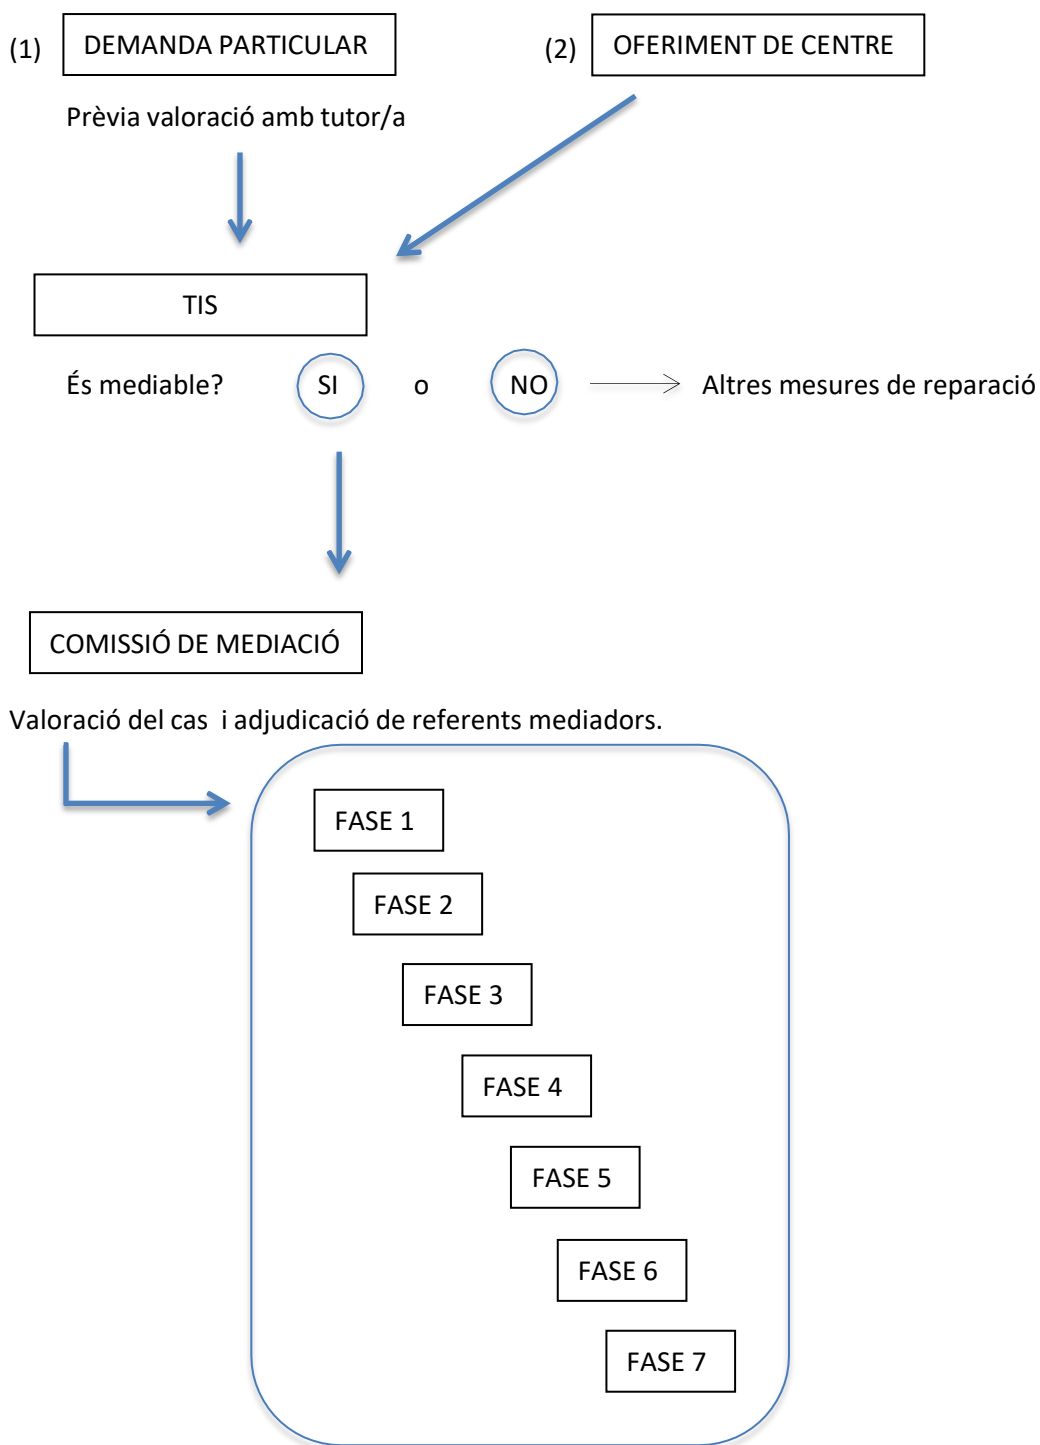 (1) DEMANDA PARTICULAR (2) OFERIMENT DE CENTRE
Prèvia valoració amb tutor/a
TIS
És mediable? SI o NO Altres mesures de reparació
COMISSIÓ DE MEDIACIÓ
Valoració del cas i adjudicació de referents mediadors.
FASE 1
FASE 2
FASE 3
FASE 4
FASE 5
FASE 6
FASE 7